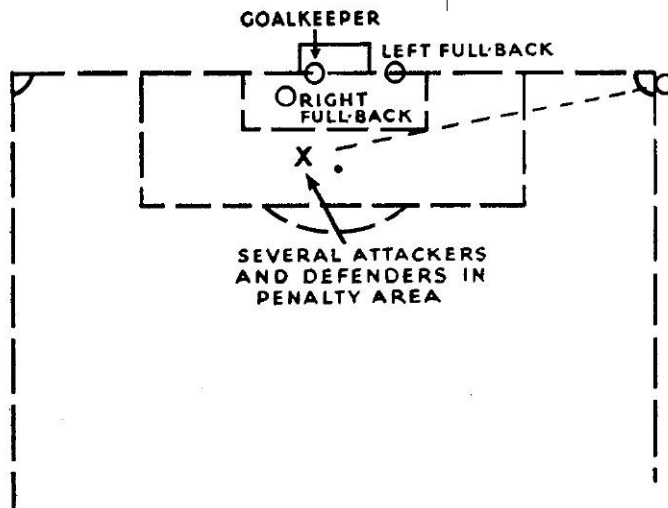 GOALKEEPER
LEFT FULL-BACK
RIGHT
FULL-BACK
X
SEVERAL ATTACKERS
AND DEFENDERS IN
PENALTY AREA